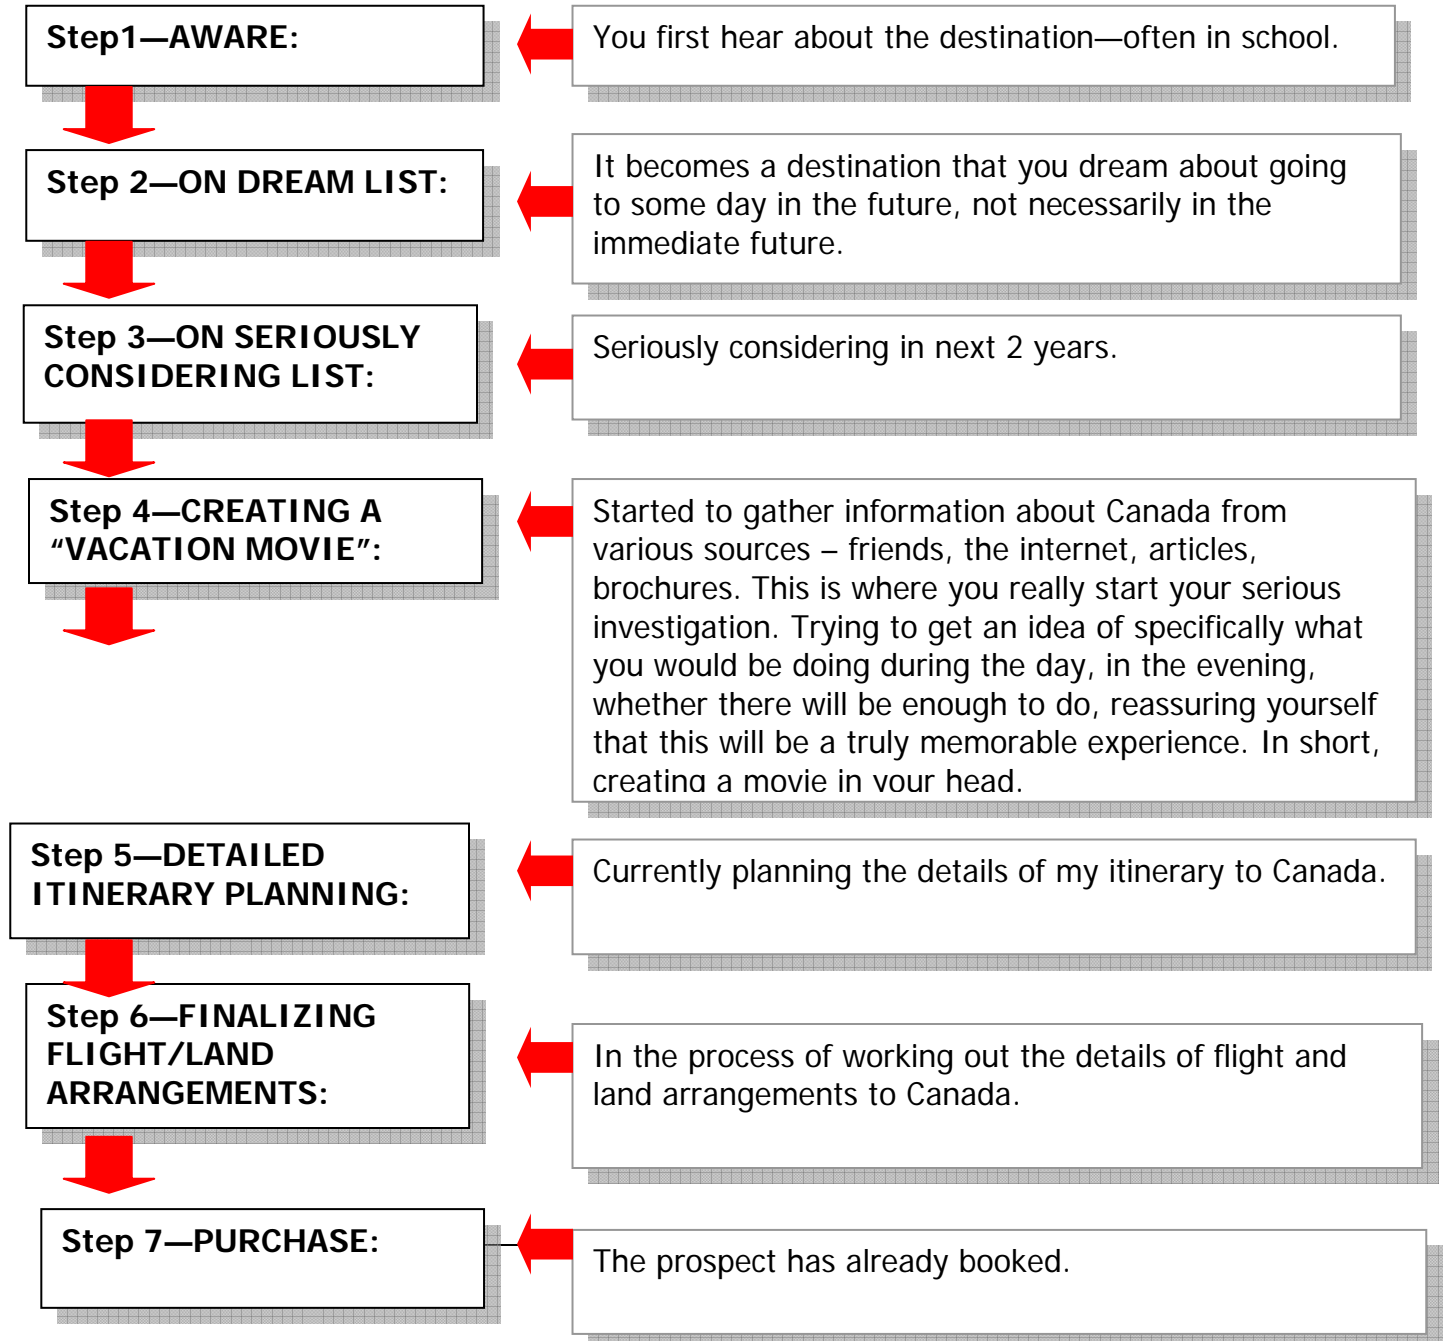 Step1—AWARE:
You first hear about the destination—often in school.
Step 2—ON DREAM LIST:
It becomes a destination that you dream about going
to some day in the future, not necessarily in the
immediate future.
Step 3—ON SERIOUSLY
CONSIDERING LIST:
Seriously considering in next 2 years.
Step 4—CREATING A
“VACATION MOVIE”:
Started to gather information about Canada from
various sources – friends, the internet, articles,
brochures. This is where you really start your serious
investigation. Trying to get an idea of specifically what
you would be doing during the day, in the evening,
whether there will be enough to do, reassuring yourself
that this will be a truly memorable experience. In short,
creating a movie in your head.
Step 5—DETAILED
ITINERARY PLANNING:
Currently planning the details of my itinerary to Canada.
Step 6—FINALIZING
FLIGHT/LAND
ARRANGEMENTS:
In the process of working out the details of flight and
land arrangements to Canada.
Step 7—PURCHASE:
The prospect has already booked.